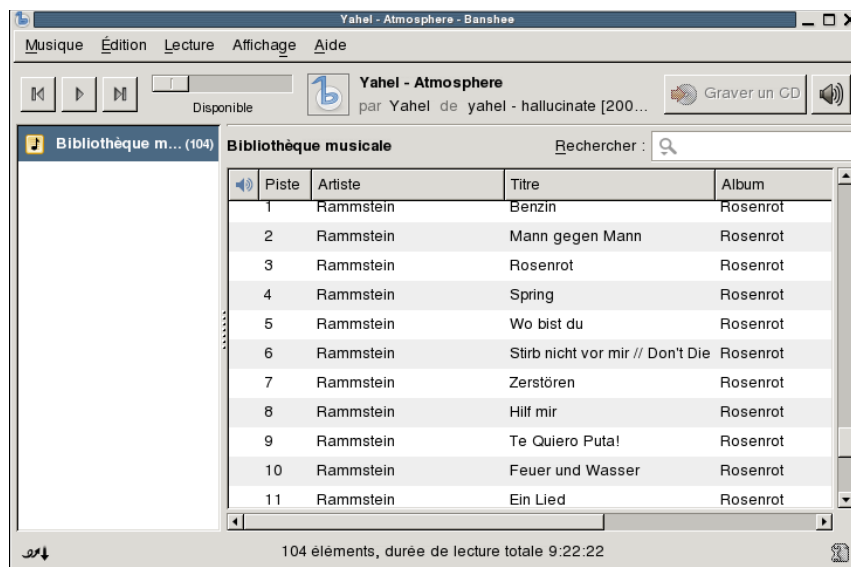 Yahel - Atmosphere - Banshee
Musique Édition Lecture Affichage Aide
Disponible
Yahel - Atmosphere
par Yahel de yahel - hallucinate [200...
Graver un CD
Bibliothèque m... (104)
Bibliothèque musicale Rechercher :
Piste Artiste Titre Album
1 Rammstein Benzin Rosenrot
2 Rammstein Mann gegen Mann Rosenrot
3 Rammstein Rosenrot Rosenrot
4 Rammstein Spring Rosenrot
5 Rammstein Wo bist du Rosenrot
6 Rammstein Stirb nicht vor mir // Don't Die Rosenrot
7 Rammstein Zerstören Rosenrot
8 Rammstein Hilf mir Rosenrot
9 Rammstein Te Quiero Puta! Rosenrot
10 Rammstein Feuer und Wasser Rosenrot
11 Rammstein Ein Lied Rosenrot
104 éléments, durée de lecture totale 9:22:22